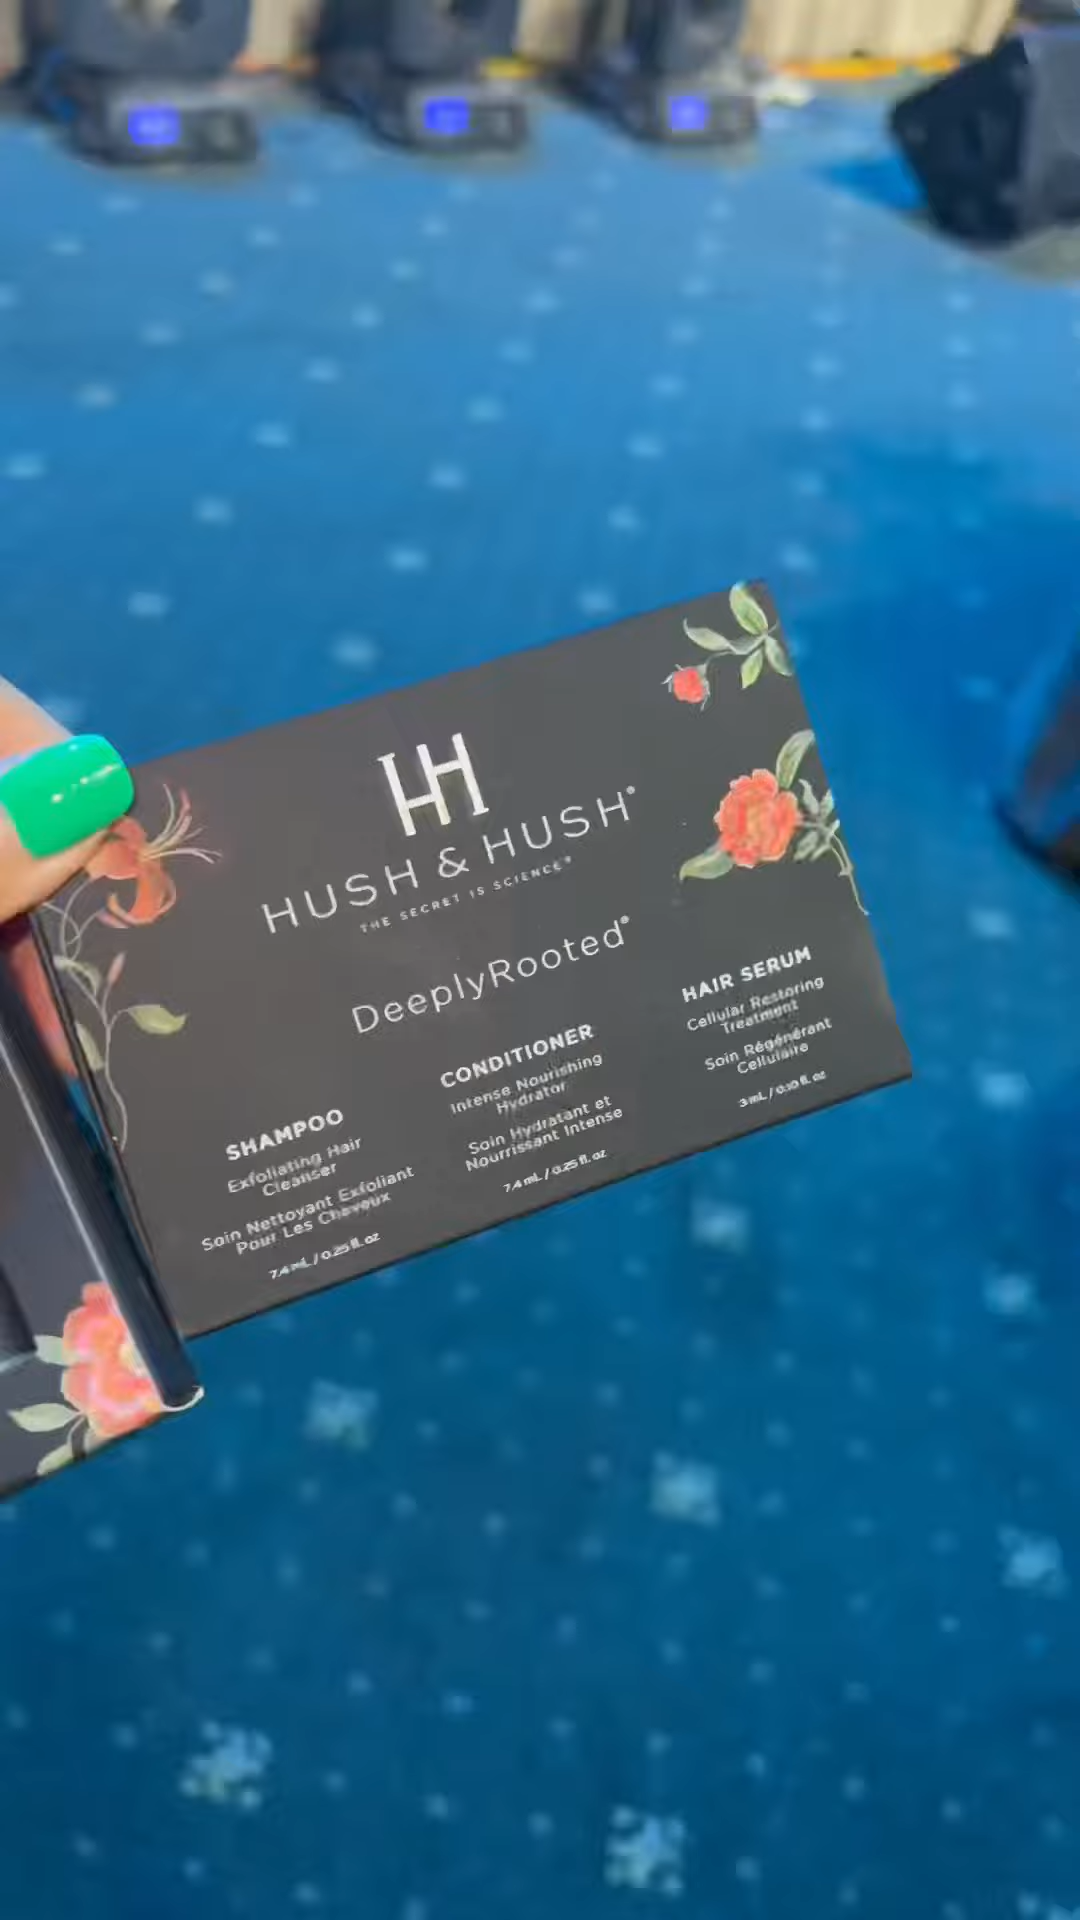 HH
HUSH & HUSH®
THE SECRET IS SCIENCE®
DeeplyRooted®
SHAMPOO
Exfoliating Hair
Cleanser
Soin Nettoyant Exfoliant
Pour Les Cheveux
7.4 mL / 0.25 fl. oz
CONDITIONER
Intense Nourishing
Hydrator
Soin Hydratant et
Nourrissant Intense
7.4 mL / 0.25 fl. oz
HAIR SERUM
Cellular Restoring
Treatment
Soin Régénérant
Cellulaire
3 mL / 0.10 fl. oz